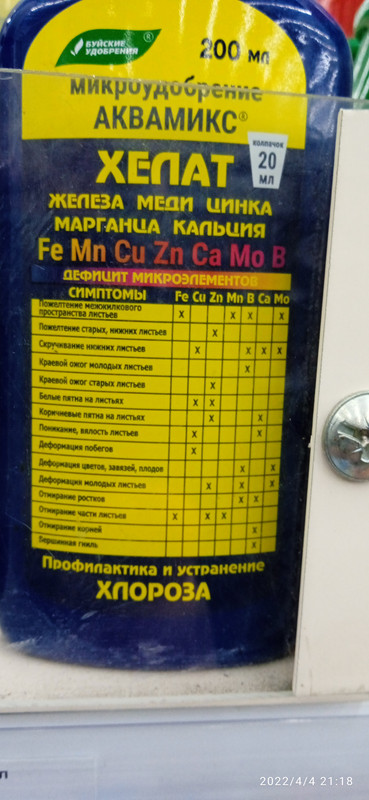 БУЙСКИЕ
УДОБРЕНИЯ®
200 мл
микроудобрение
АКВАМИКС®
колпачок
20
МЛ
ХЕЛАТ
ЖЕЛЕЗА МЕДИ ЦИНКА
МАРГАНЦА КАЛЬЦИЯ
Fe Mn Cu Zn Ca Mo B
ДЕФИЦИТ МИКРОЭЛЕМЕНТОВ
СИМПТОМЫ Fe Cu Zn Mn B Ca Mo
Пожелтение межжилкового
пространства листьев x x x x
Пожелтение старых, нижних листьев x
Скручивание нижних листьев x x x x
Краевой ожог молодых листьев x
Краевой ожог старых листьев x
Белые пятна на листьях x x
Коричневые пятна на листьях x x
Поникание, вялость листьев x x
Деформация побегов x
Деформация цветов, завязей, плодов x x
Деформация молодых листьев x x x
Отмирание ростков x x
Отмирание части листьев x x x
Отмирание корней x
Вершинная гниль x
Профилактика и устранение
ХЛОРОЗА
л
2022/4/4 21:18